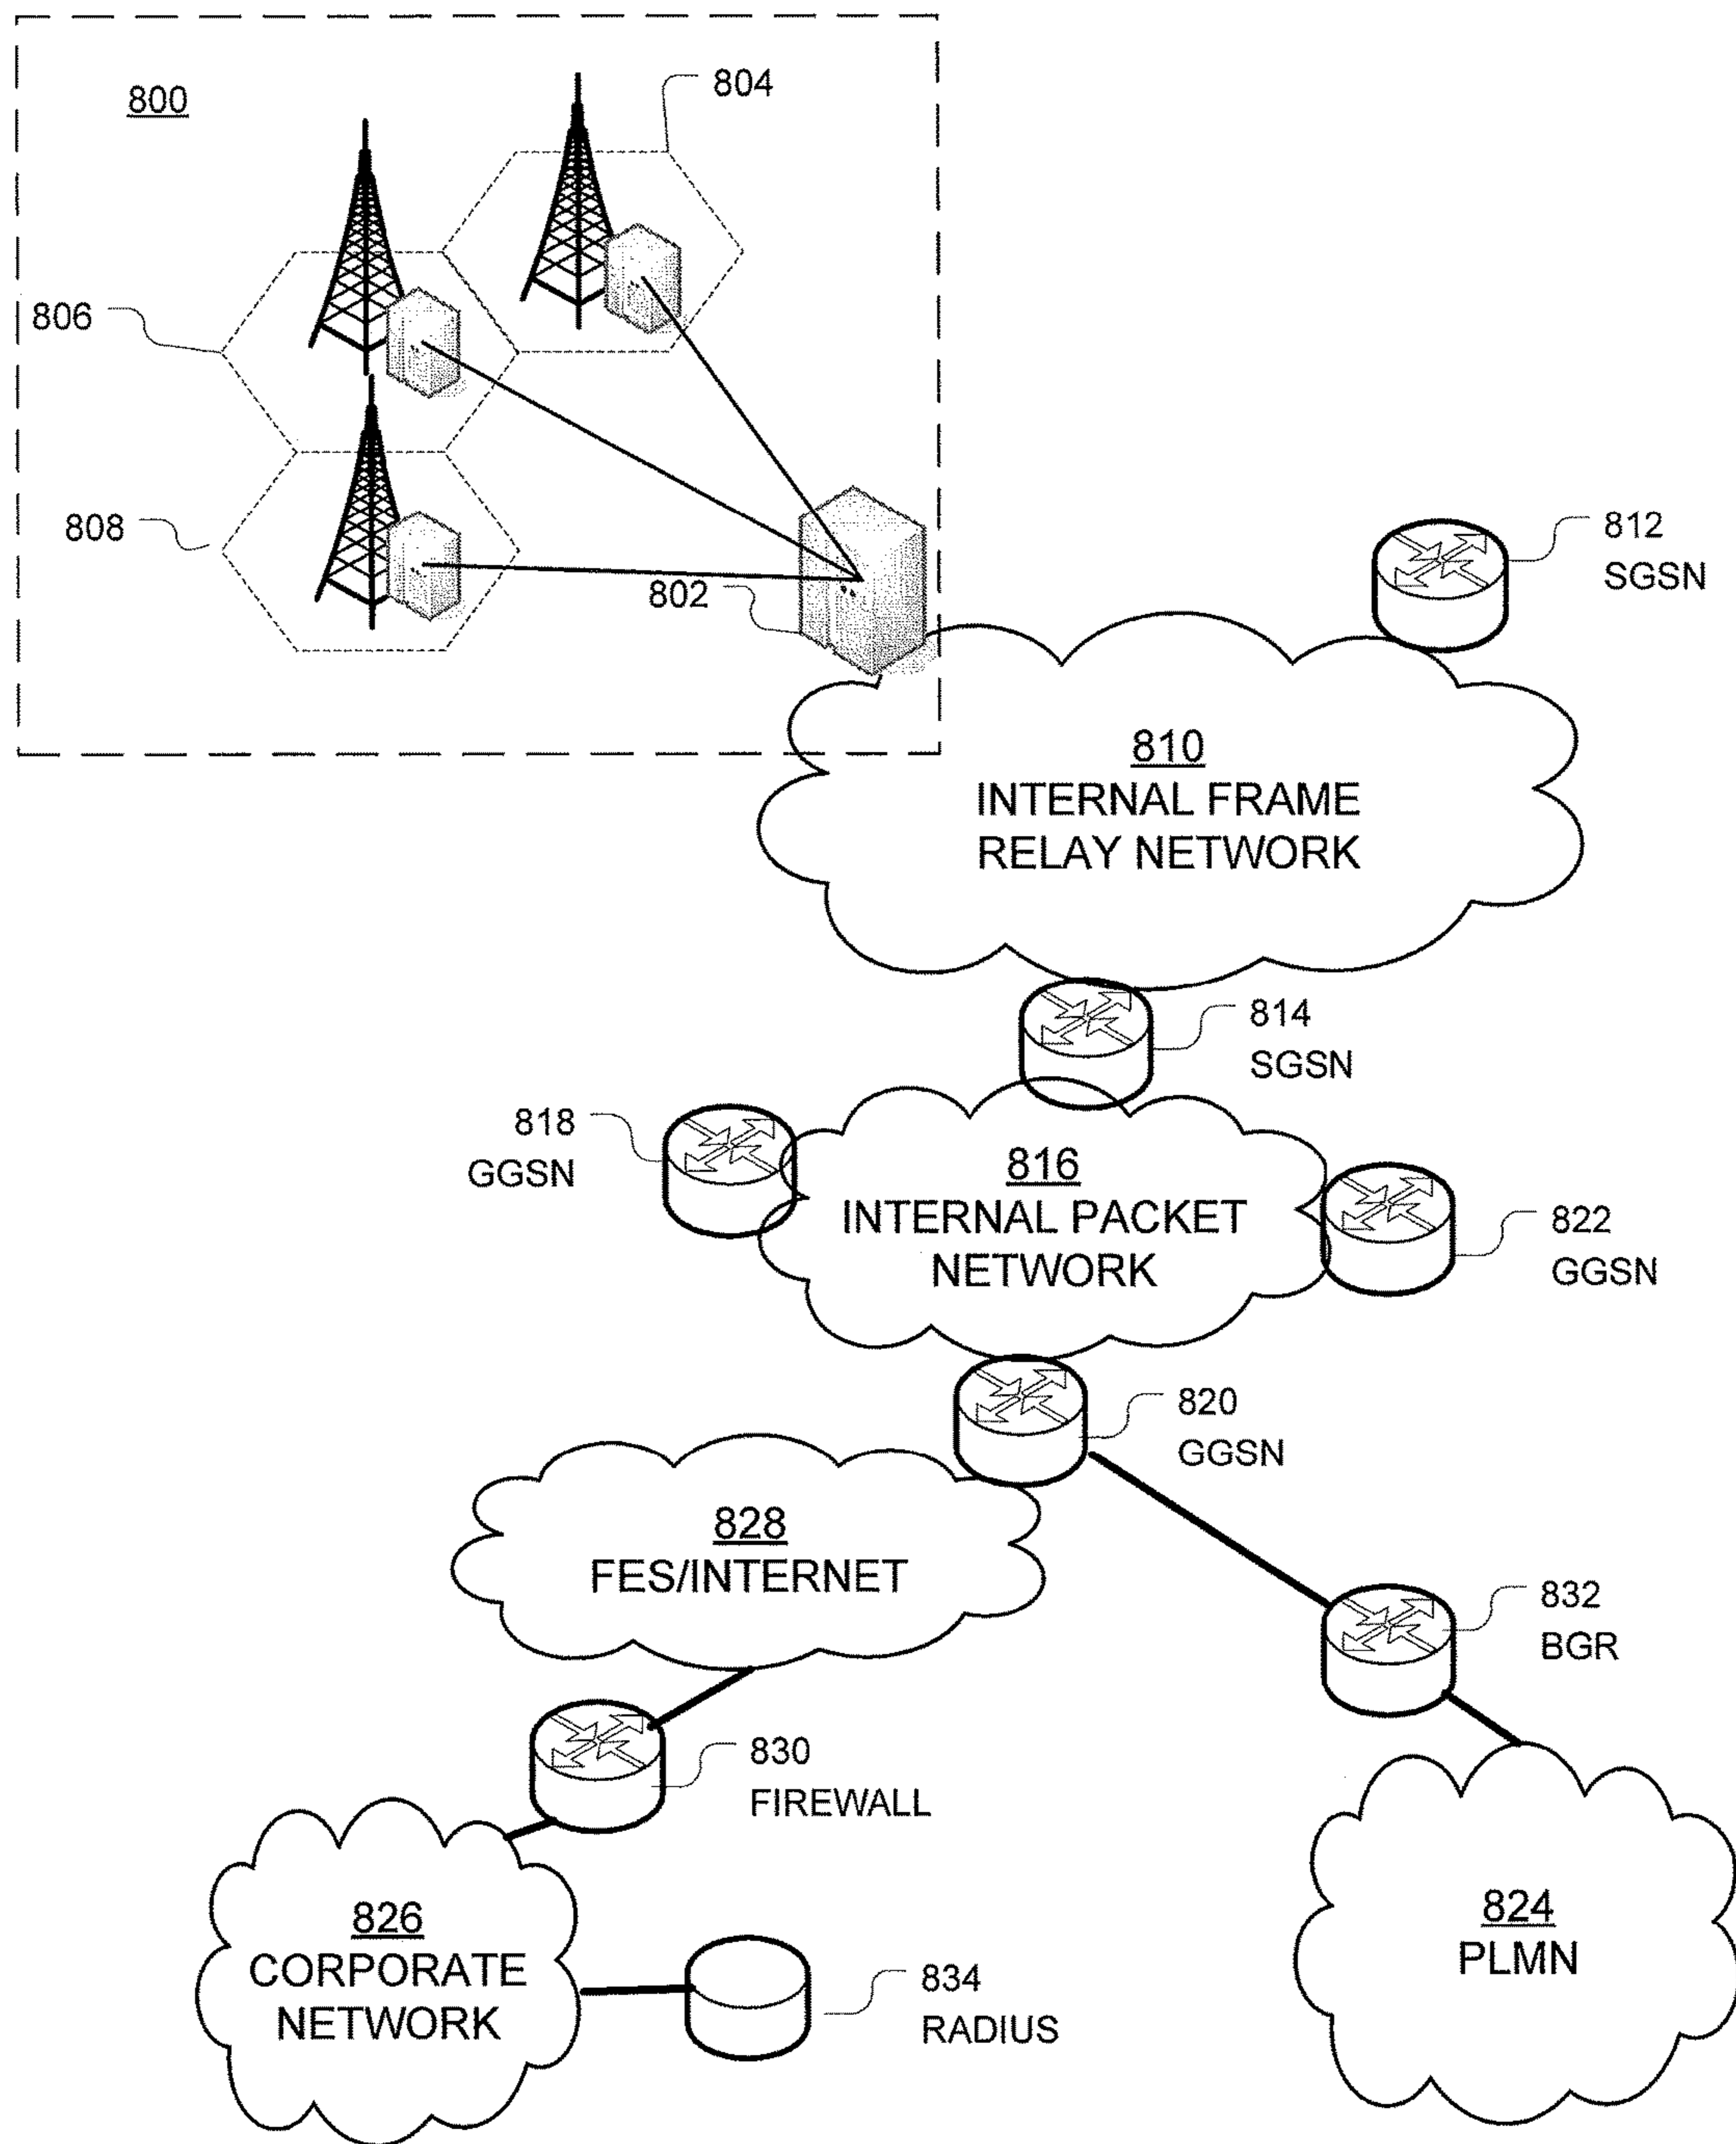 800
804
806
808
802
812
SGSN
810
INTERNAL FRAME
RELAY NETWORK
814
SGSN
818
GGSN
816
INTERNAL PACKET
NETWORK
822
GGSN
820
GGSN
828
FES/INTERNET
832
BGR
830
FIREWALL
826
CORPORATE
NETWORK
834
RADIUS
824
PLMN